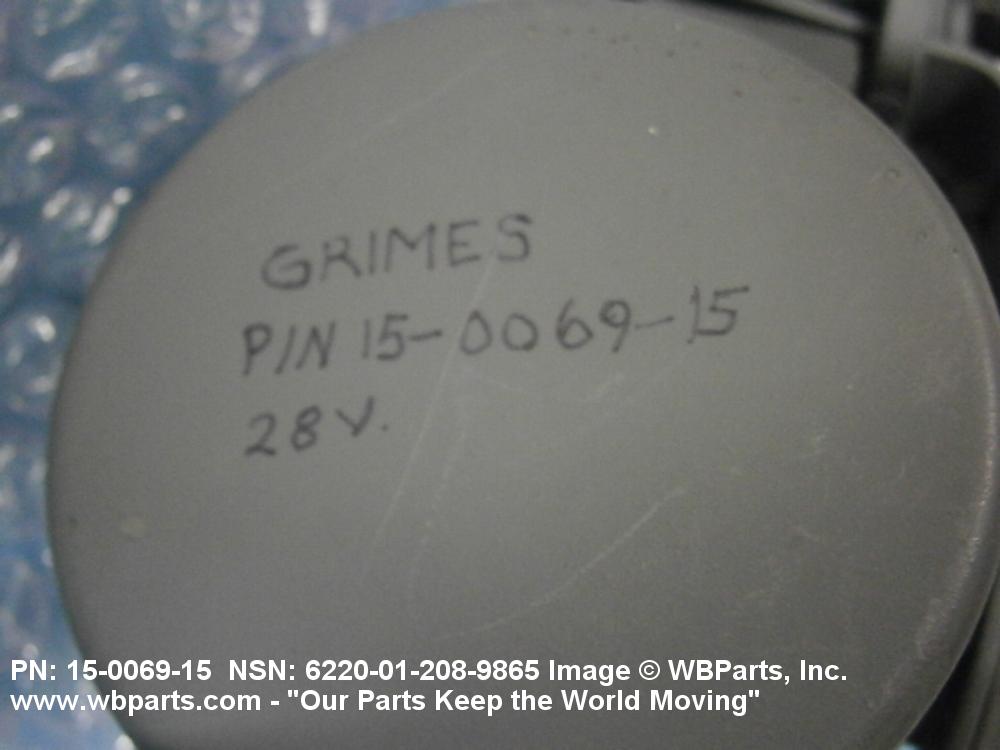 GRIMES
P/N 15-0069-15
28 V.
PN: 15-0069-15 NSN: 6220-01-208-9865 Image © WBParts, Inc.
www.wbparts.com - "Our Parts Keep the World Moving"